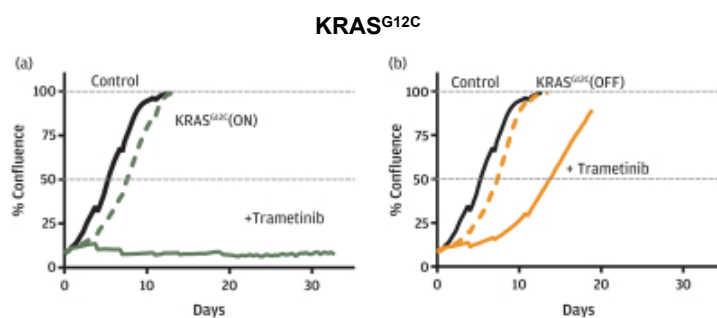 KRASG12C
(a)
Control
KRASG12C(ON)
+Trametinib
% Confluence
100
75
50
25
0
0 10 20 30
Days
(b)
Control
KRASG12C(OFF)
+ Trametinib
% Confluence
100
75
50
25
0
0 10 20 30
Days